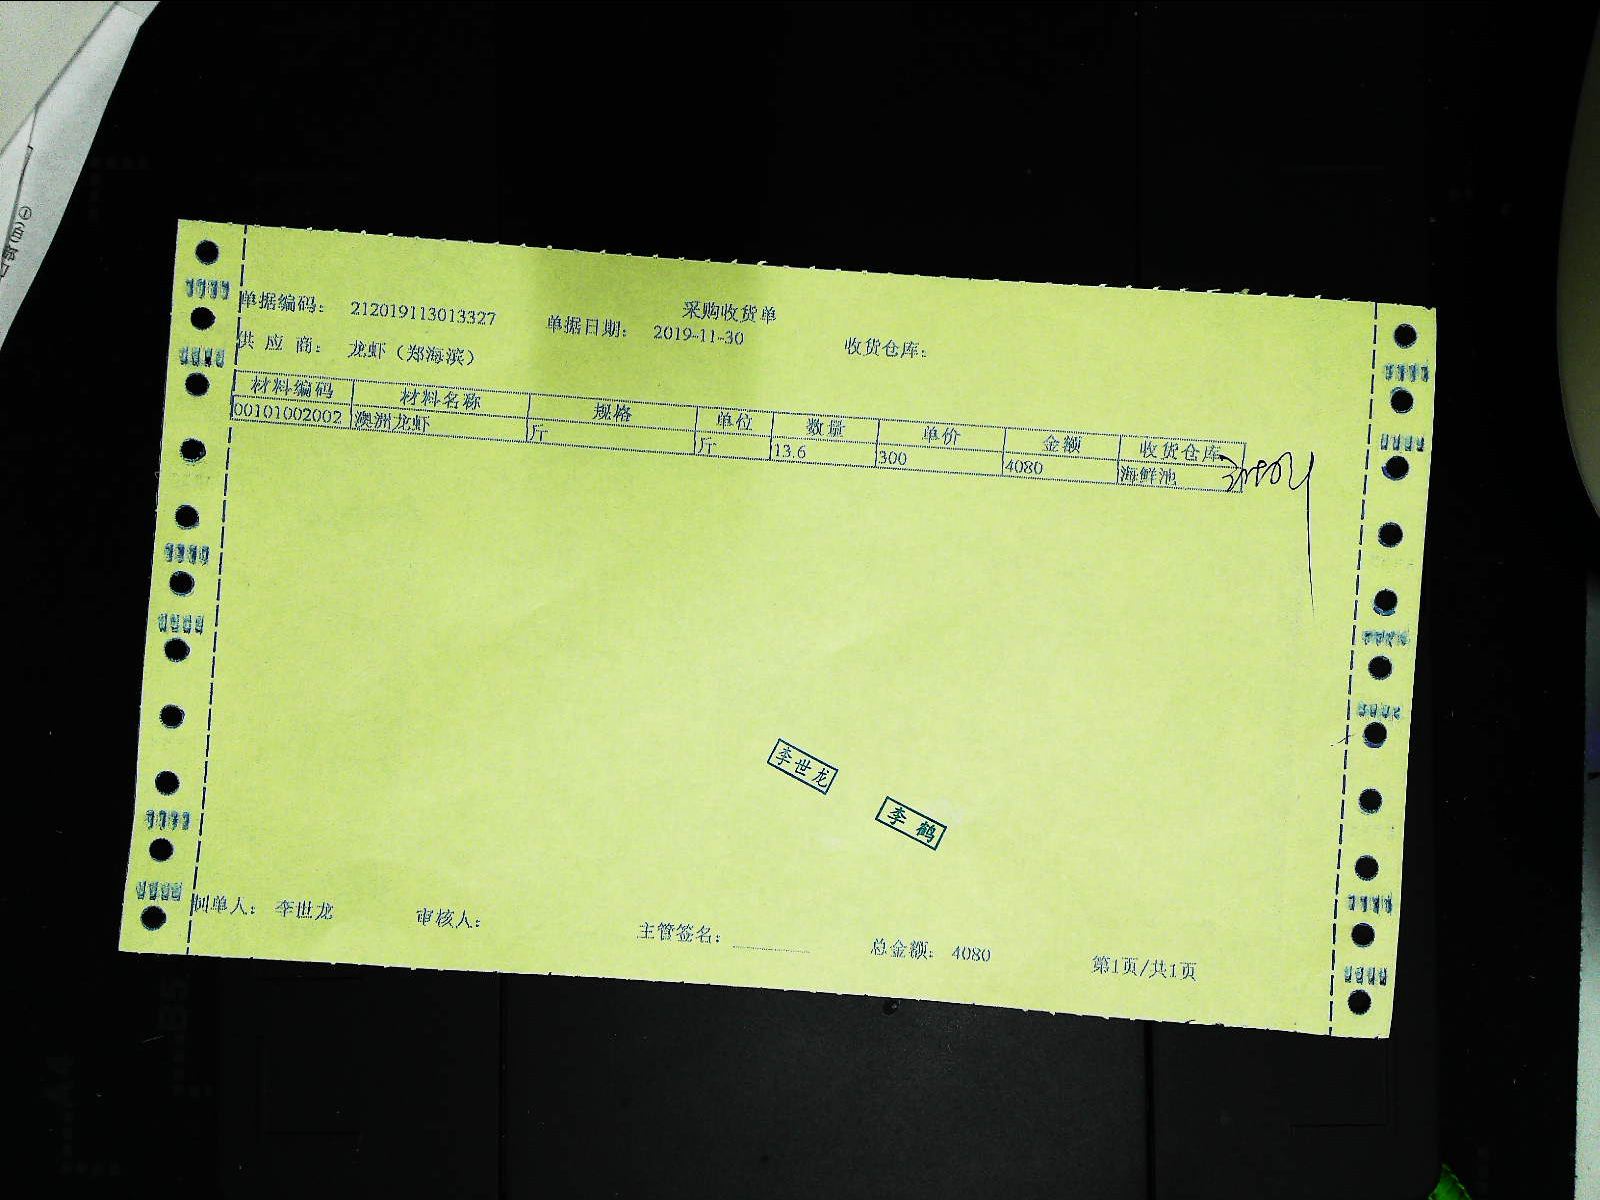 采购收货单
单据编码: 212019113013327 单据日期: 2019-11-30 收货仓库:
供 应 商: 龙虾（郑海滨）
材料编码 材料名称 规格 单位 数量 单价 金额 收货仓库
00101002002 澳洲龙虾 斤 斤 13.6 300 4080 海鲜池
李世龙
李鹤
制单人: 李世龙 审核人: 主管签名: 总金额: 4080 第1页/共1页